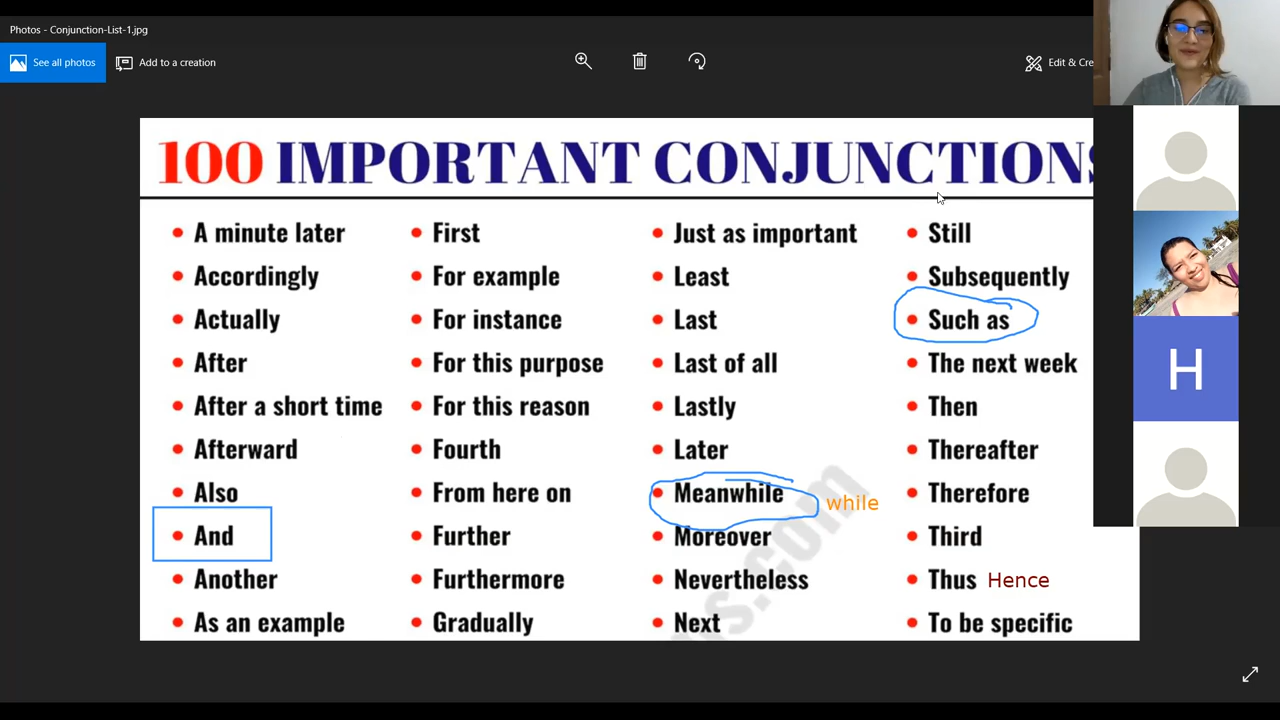 Photos - Conjunction-List-1.jpg
See all photos
Add to a creation
Edit &
100 IMPORTANT CONJUNCTIONS
A minute later
Accordingly
Actually
After
After a short time
Afterward
Also
And
Another
As an example
First
For example
For instance
For this purpose
For this reason
Fourth
From here on
Further
Furthermore
Gradually
Just as important
Least
Last
Last of all
Lastly
Later
Meanwhile while
Moreover
Nevertheless
Next
Still
Subsequently
Such as
The next week
Then
Thereafter
Therefore
Third
Thus Hence
To be specific
s.com
H